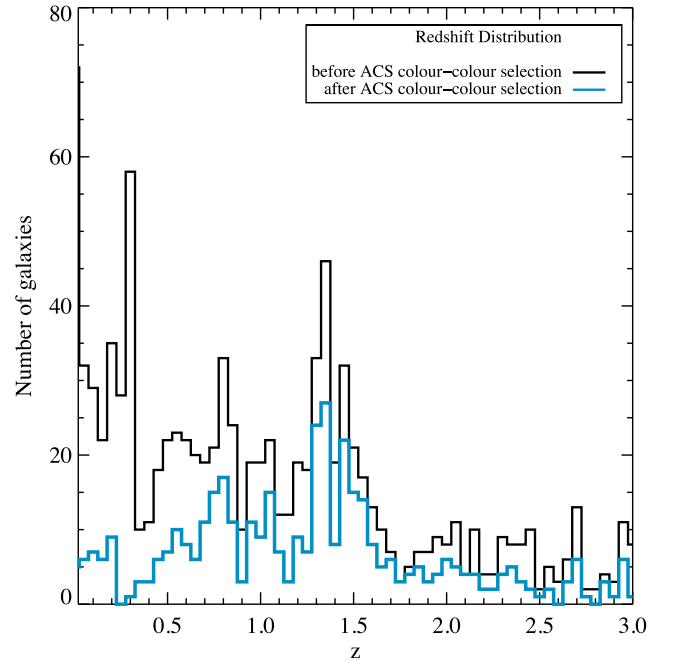 Redshift Distribution
before ACS colour−colour selection
after ACS colour−colour selection
80
60
40
20
0
Number of galaxies
0.5 1.0 1.5 2.0 2.5 3.0
z